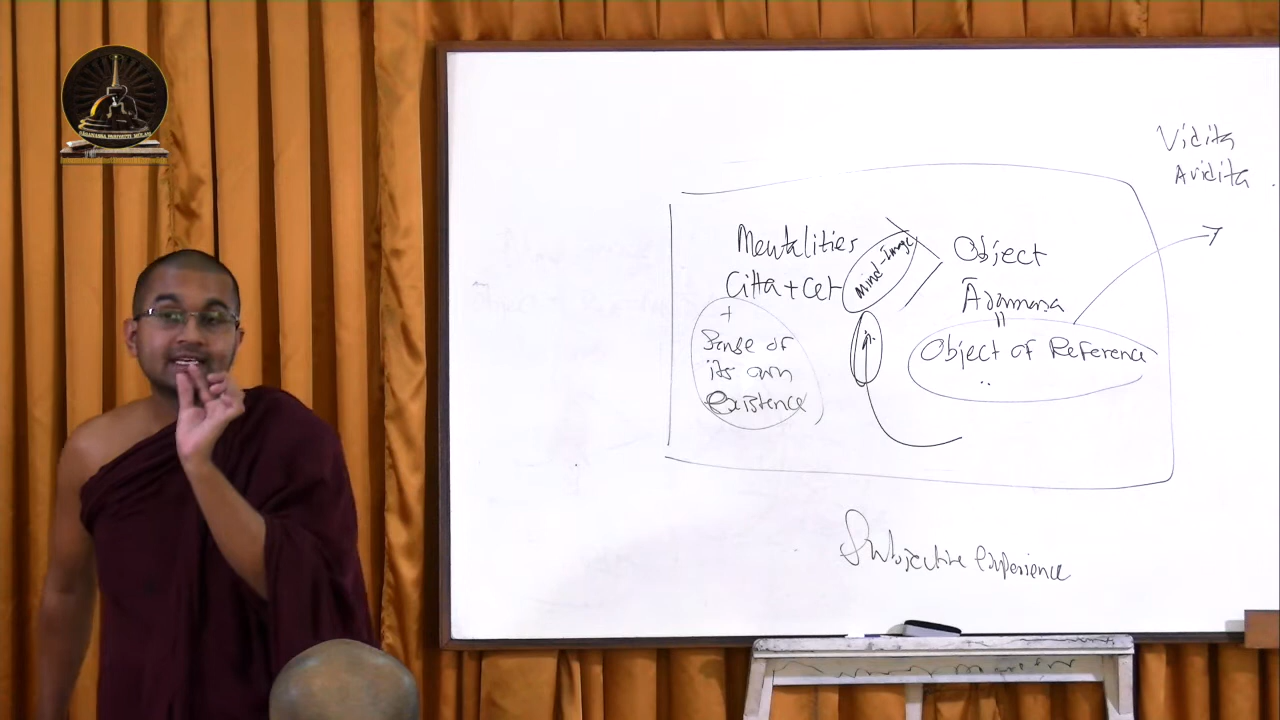 Vidita
Avidita
Mentalities
Citta + Cet
Mind Image
Object
Ārammaṇa
+
Sense of
its own
existence
Object of Reference
Subjective experience